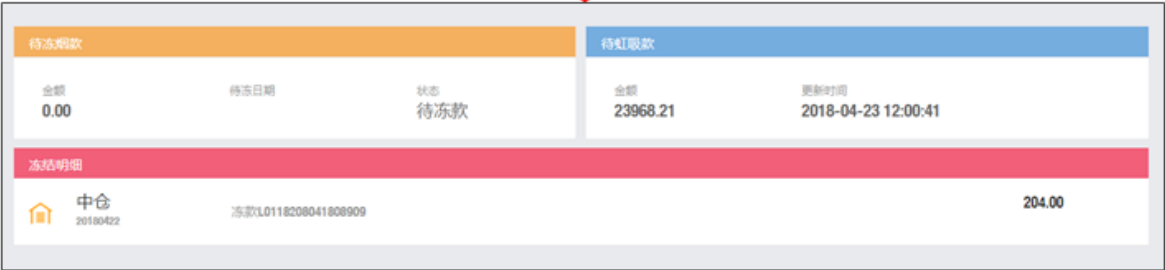 待冻烟款
金额
0.00
待冻日期
状态
待冻款
待虹吸款
金额
23968.21
更新时间
2018-04-23 12:00:41
冻结明细
中仓
20180422
冻款L0118208041808909
204.00